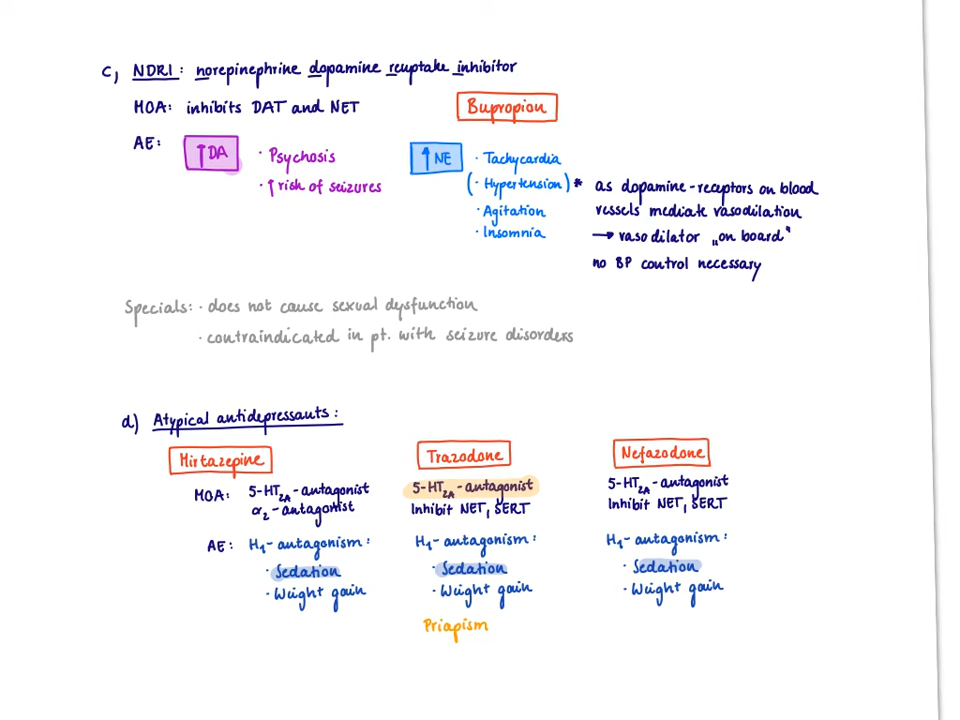 c, NDRI: norepinephrine dopamine reuptake inhibitor
MOA: inhibits DAT and NET
Bupropion
AE:
↑DA
· Psychosis
· ↑ risk of seizures
↑ NE
· Tachycardia
(· Hypertension) * as dopamine-receptors on blood
vessels mediate vasodilation
→ vasodilator „on board"
no BP control necessary
· Agitation
· Insomnia
Specials: · does not cause sexual dysfunction
· contraindicated in pt. with seizure disorders
d) Atypical antidepressants:
Mirtazepine
MOA: 5-HT2A-antagonist
α2-antagonist
AE: H1-antagonism:
· Sedation
· Weight gain
Trazodone
5-HT2A-antagonist
Inhibit NET, SERT
H1-antagonism:
· Sedation
· Weight gain
Priapism
Nefazodone
5-HT2A-antagonist
Inhibit NET, SERT
H1-antagonism:
· Sedation
· Weight gain